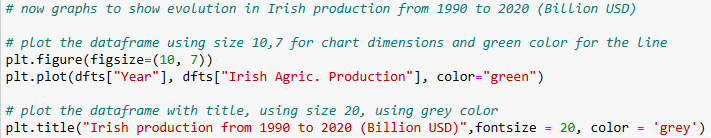 # now graphs to show evolution in Irish production from 1990 to 2020 (Billion USD)
# plot the dataframe using size 10,7 for chart dimensions and green color for the line
plt.figure(figsize=(10, 7))
plt.plot(dfts["Year"], dfts["Irish Agric. Production"], color="green")
# plot the dataframe with title, using size 20, using grey color
plt.title("Irish production from 1990 to 2020 (Billion USD)",fontsize = 20, color = 'grey')